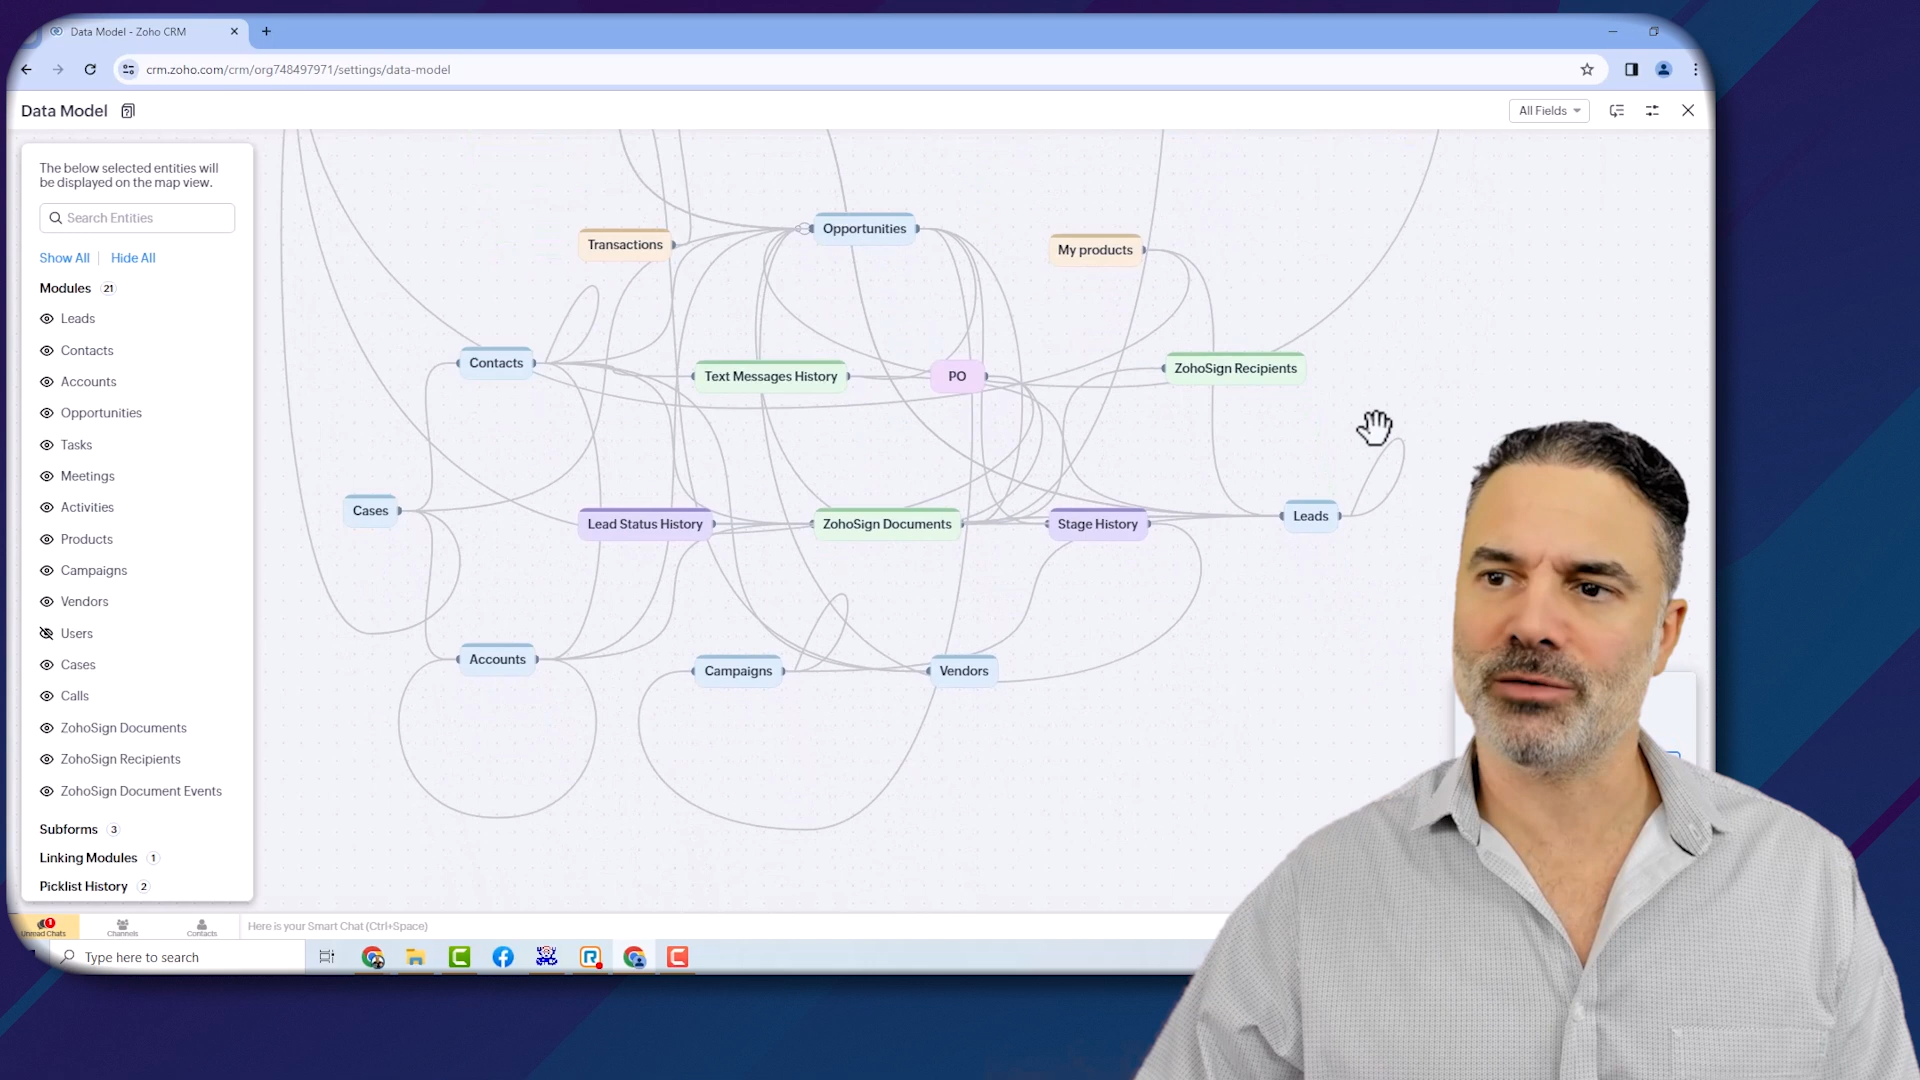 Data Model - Zoho CRM
crm.zoho.com/crm/org748497971/settings/data-model
Data Model
All Fields
The below selected entities will
be displayed on the map view.
Search Entities
Show All
Hide All
Modules 21
Leads
Contacts
Accounts
Opportunities
Tasks
Meetings
Activities
Products
Campaigns
Vendors
Users
Cases
Calls
ZohoSign Documents
ZohoSign Recipients
ZohoSign Document Events
Subforms 3
Linking Modules 1
Picklist History 2
Opportunities
Transactions
My products
Contacts
Text Messages History
PO
ZohoSign Recipients
Cases
Lead Status History
ZohoSign Documents
Stage History
Leads
Accounts
Campaigns
Vendors
1
Unread Chats
Channels
Contacts
Here is your Smart Chat (Ctrl+Space)
Type here to search